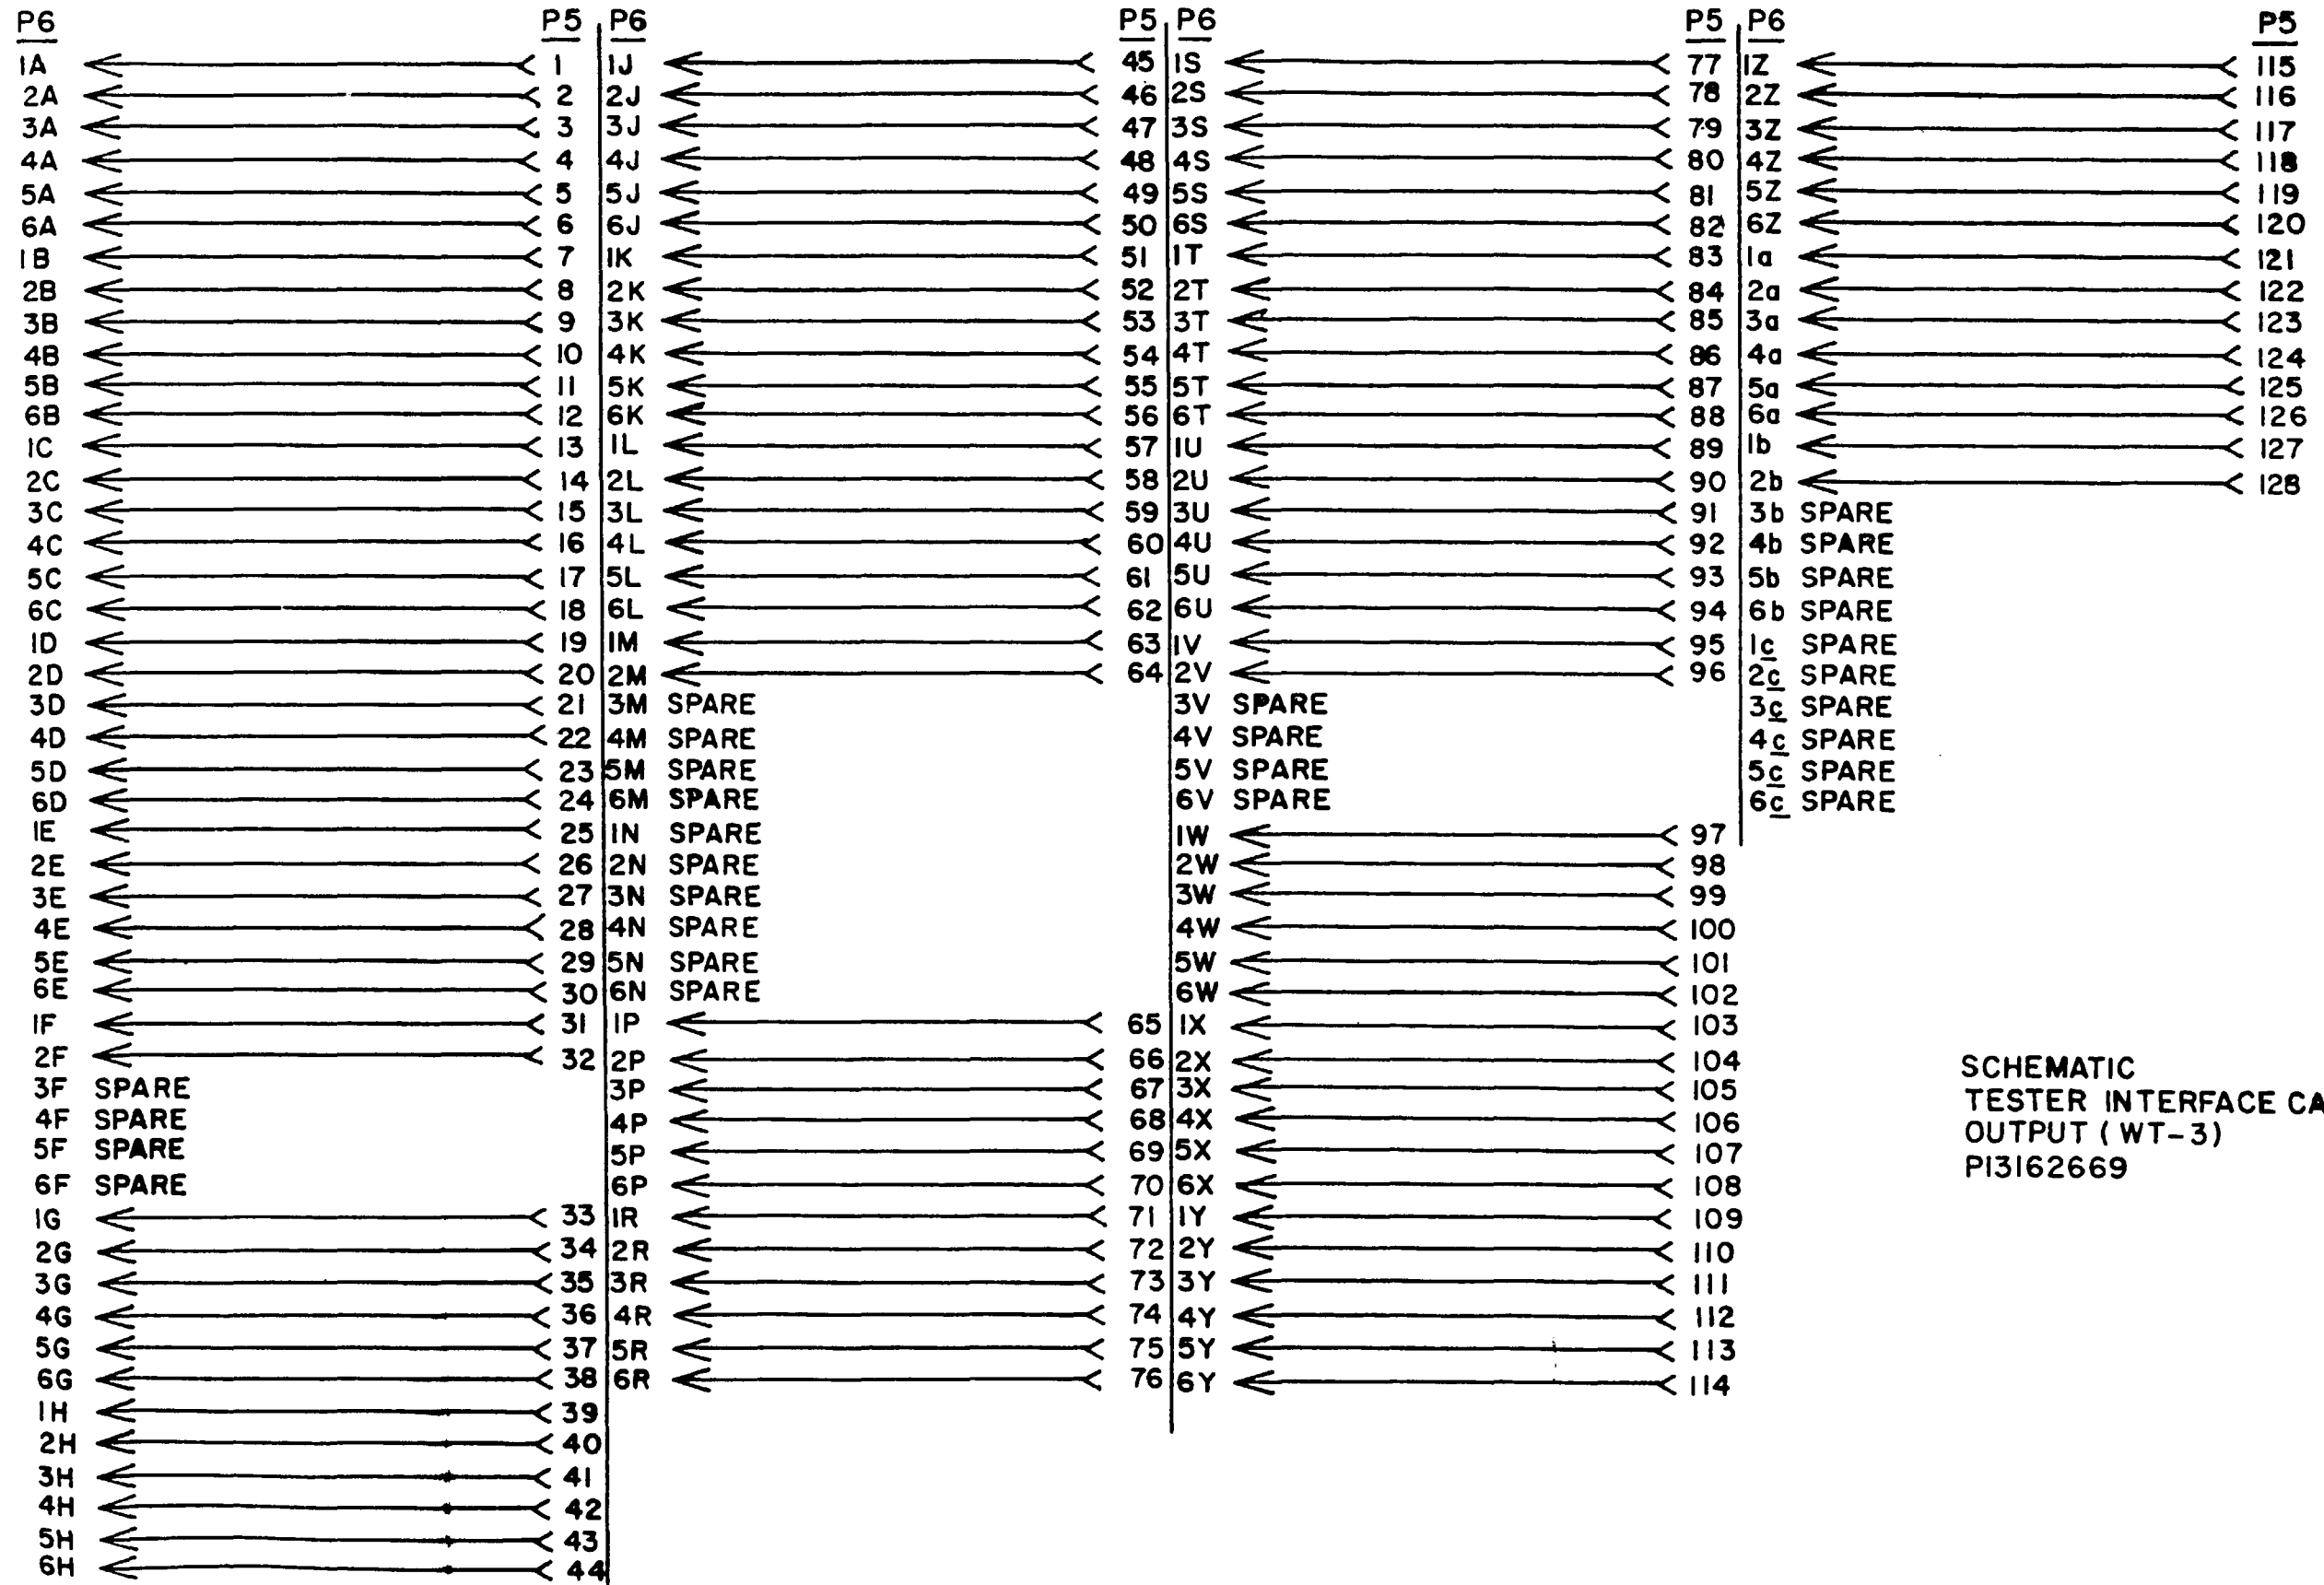 P6 P5
1A 1
2A 2
3A 3
4A 4
5A 5
6A 6
1B 7
2B 8
3B 9
4B 10
5B 11
6B 12
1C 13
2C 14
3C 15
4C 16
5C 17
6C 18
1D 19
2D 20
3D 21
4D 22
5D 23
6D 24
1E 25
2E 26
3E 27
4E 28
5E 29
6E 30
1F 31
2F 32
3F SPARE
4F SPARE
5F SPARE
6F SPARE
1G 33
2G 34
3G 35
4G 36
5G 37
6G 38
1H 39
2H 40
3H 41
4H 42
5H 43
6H 44
P6 P5
1J 45
2J 46
3J 47
4J 48
5J 49
6J 50
1K 51
2K 52
3K 53
4K 54
5K 55
6K 56
1L 57
2L 58
3L 59
4L 60
5L 61
6L 62
1M 63
2M 64
3M SPARE
4M SPARE
5M SPARE
6M SPARE
1N SPARE
2N SPARE
3N SPARE
4N SPARE
5N SPARE
6N SPARE
1P 65
2P 66
3P 67
4P 68
5P 69
6P 70
1R 71
2R 72
3R 73
4R 74
5R 75
6R 76
P6 P5
1S 77
2S 78
3S 79
4S 80
5S 81
6S 82
1T 83
2T 84
3T 85
4T 86
5T 87
6T 88
1U 89
2U 90
3U 91
4U 92
5U 93
6U 94
1V 95
2V 96
3V SPARE
4V SPARE
5V SPARE
6V SPARE
1W 97
2W 98
3W 99
4W 100
5W 101
6W 102
1X 103
2X 104
3X 105
4X 106
5X 107
6X 108
1Y 109
2Y 110
3Y 111
4Y 112
5Y 113
6Y 114
P6 P5
1Z 115
2Z 116
3Z 117
4Z 118
5Z 119
6Z 120
1a 121
2a 122
3a 123
4a 124
5a 125
6a 126
1b 127
2b 128
3b SPARE
4b SPARE
5b SPARE
6b SPARE
1c SPARE
2c SPARE
3c SPARE
4c SPARE
5c SPARE
6c SPARE
SCHEMATIC
TESTER INTERFACE CA
OUTPUT (WT-3)
P13162669